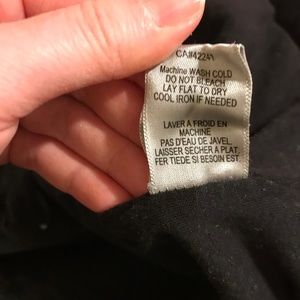 CA#42241
Machine WASH COLD
DO NOT BLEACH
LAY FLAT TO DRY
COOL IRON IF NEEDED
LAVER À FROID EN
MACHINE
PAS D'EAU DE JAVEL.
LAISSER SECHER A PLAT.
FER TIEDE SI BESOIN EST.